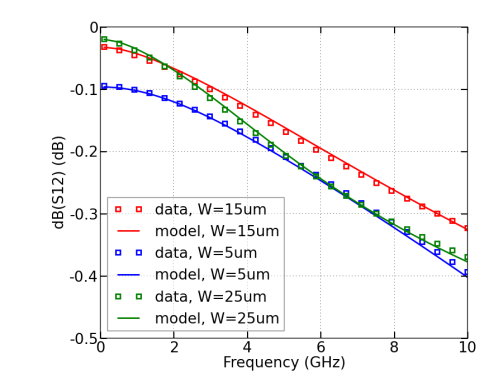 0
-0.1
-0.2
-0.3
-0.4
-0.5
dB(S12) (dB)
data, W=15um
model, W=15um
data, W=5um
model, W=5um
data, W=25um
model, W=25um
0 2 4 6 8 10
Frequency (GHz)